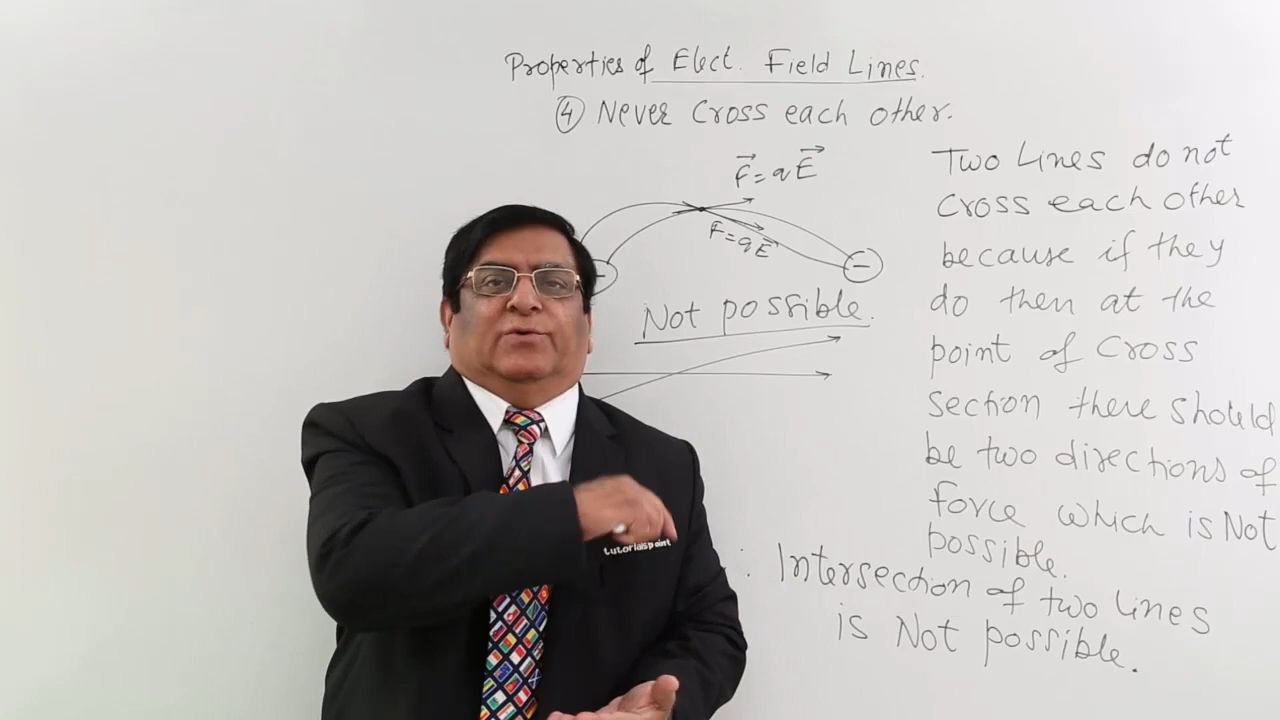 Properties of Elect. Field Lines.
④ Never Cross each other.
F = qE
F = qE
Not possible.
Two Lines do not
Cross each other
because if they
do then at the
point of Cross
section there should
be two directions of
force which is Not
possible.
Intersection of two lines
is Not possible.
tutorialspoint